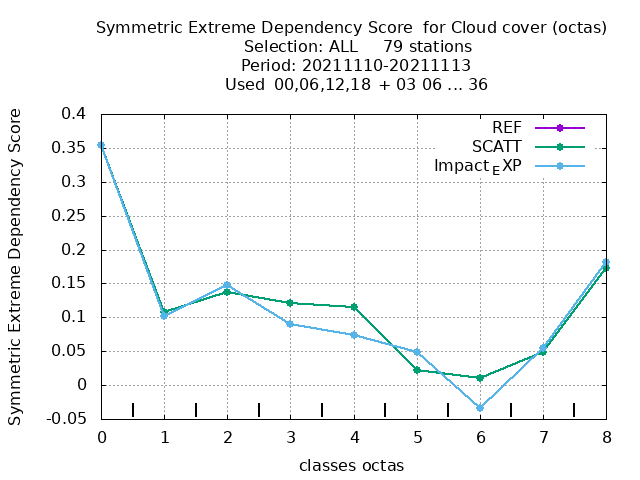 Symmetric Extreme Dependency Score  for Cloud cover (octas)
Selection: ALL     79 stations
Period: 20211110-20211113
Used  00,06,12,18 + 03 06 ... 36
Symmetric Extreme Dependency Score
0.4
0.35
0.3
0.25
0.2
0.15
0.1
0.05
0
-0.05
REF
SCATT
Impact_EXP
0 1 2 3 4 5 6 7 8
classes octas